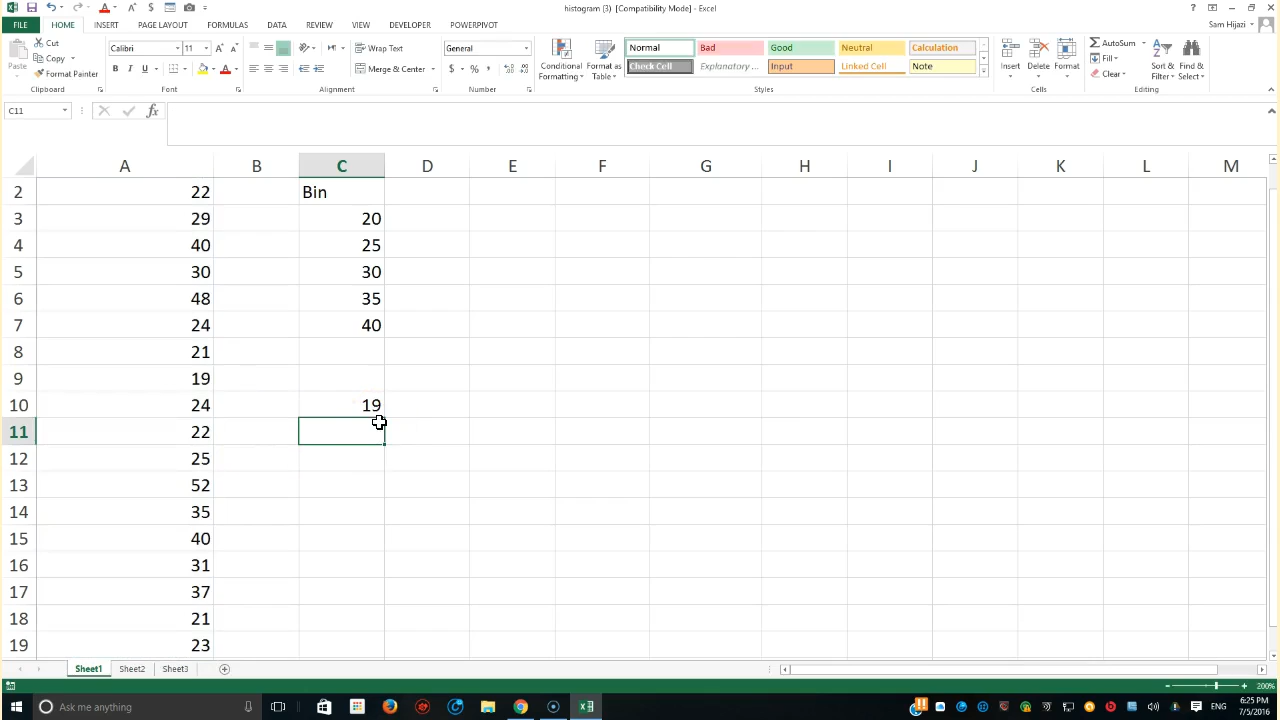 histogram (3) [Compatibility Mode] - Excel
FILE HOME INSERT PAGE LAYOUT FORMULAS DATA REVIEW VIEW DEVELOPER POWERPIVOT Sam Hijazi
Paste
Cut
Copy
Format Painter
Clipboard
Calibri 11
B I U
Font
Wrap Text
Merge & Center
Alignment
General
$ % ,
Number
Conditional Formatting
Format as Table
Normal Bad Good Neutral Calculation
Check Cell Explanatory ... Input Linked Cell Note
Styles
Insert Delete Format
Cells
AutoSum
Fill
Clear
Sort & Filter
Find & Select
Editing
C11 fx
A B C D E F G H I J K L M
2 22 Bin
3 29 20
4 40 25
5 30 30
6 48 35
7 24 40
8 21
9 19
10 24 19
11 22
12 25
13 52
14 35
15 40
16 31
17 37
18 21
19 23
Sheet1 Sheet2 Sheet3
200%
Ask me anything
ENG
6:25 PM
7/5/2016